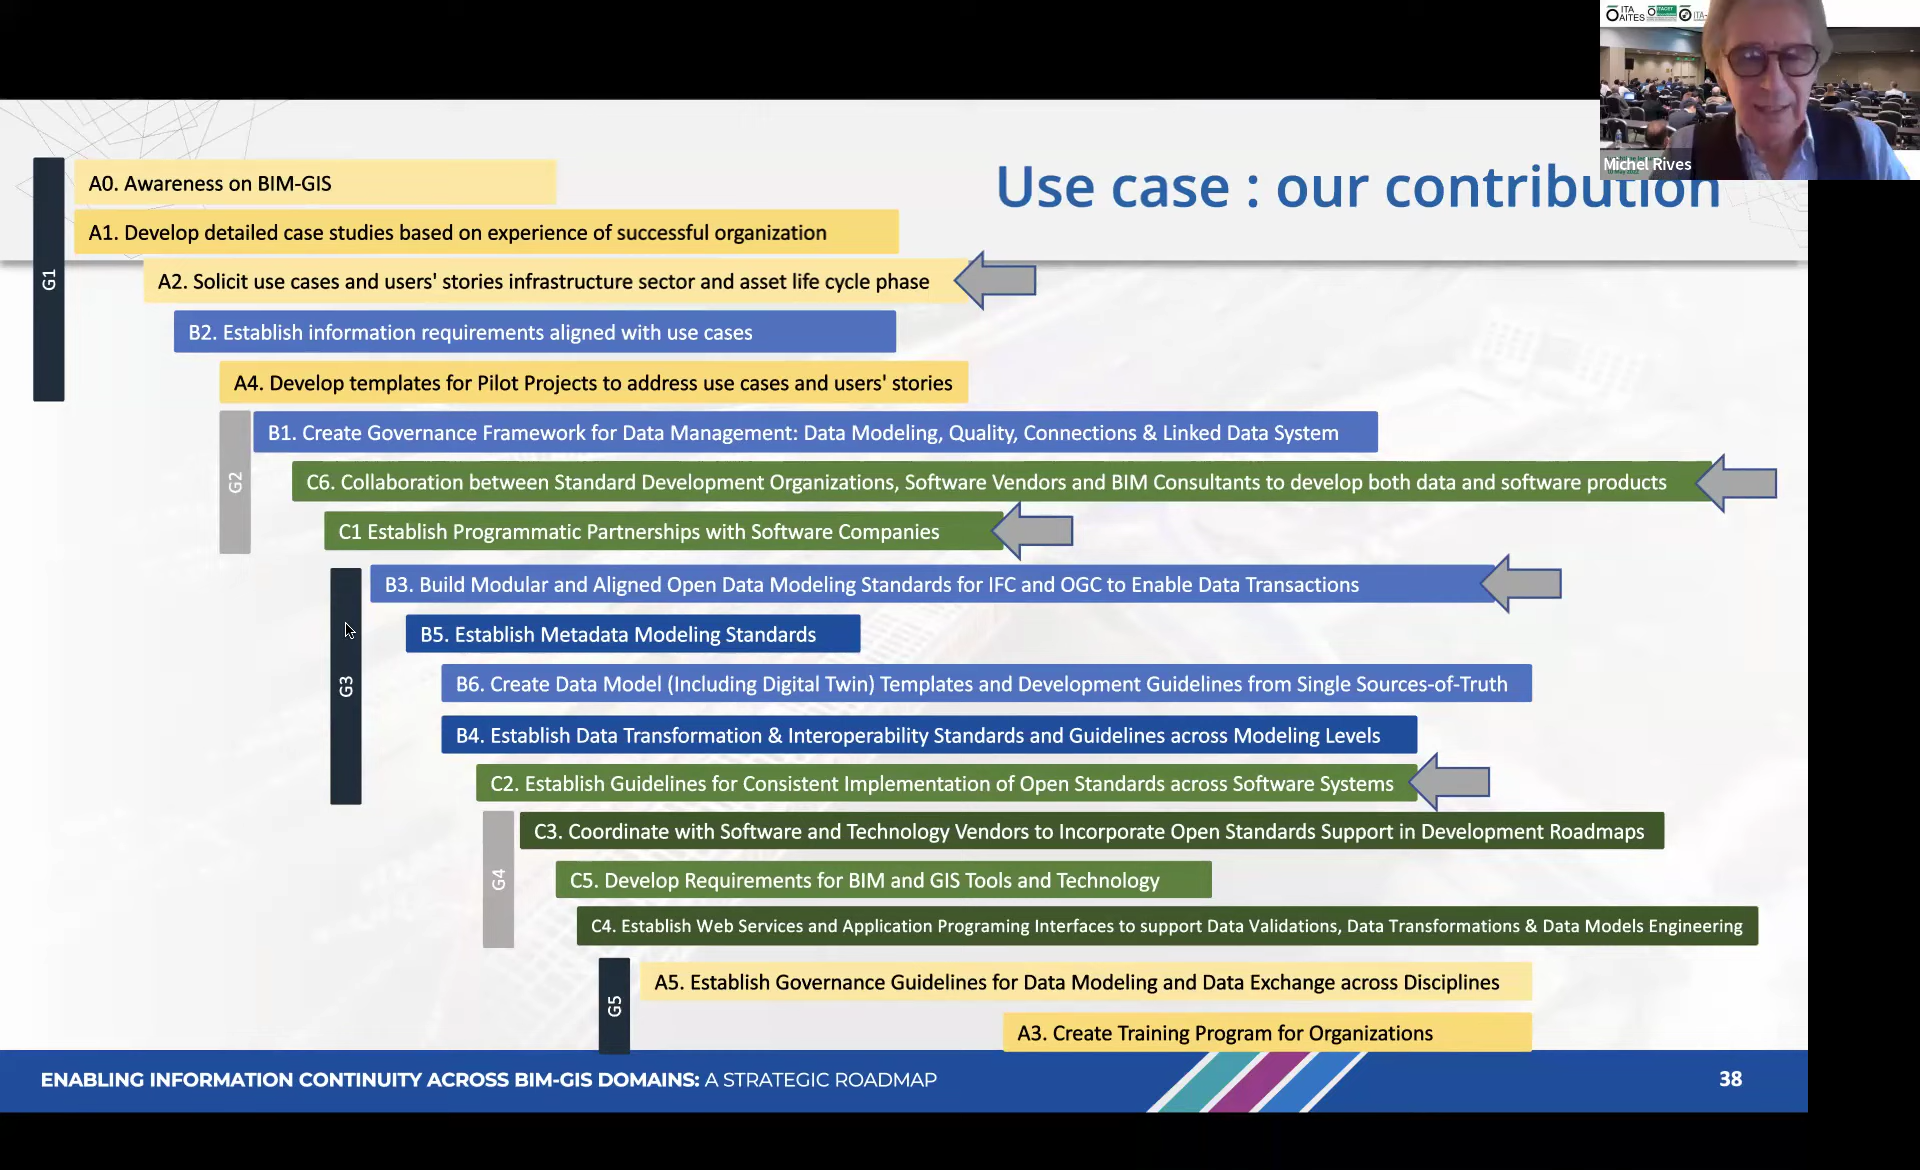 ITA
AITES
ITACET
ITA-
Michel Rives
10 May 2022
Use case : our contribution
G1
A0. Awareness on BIM-GIS
A1. Develop detailed case studies based on experience of successful organization
A2. Solicit use cases and users' stories infrastructure sector and asset life cycle phase
B2. Establish information requirements aligned with use cases
A4. Develop templates for Pilot Projects to address use cases and users' stories
G2
B1. Create Governance Framework for Data Management: Data Modeling, Quality, Connections & Linked Data System
C6. Collaboration between Standard Development Organizations, Software Vendors and BIM Consultants to develop both data and software products
C1 Establish Programmatic Partnerships with Software Companies
G3
B3. Build Modular and Aligned Open Data Modeling Standards for IFC and OGC to Enable Data Transactions
B5. Establish Metadata Modeling Standards
B6. Create Data Model (Including Digital Twin) Templates and Development Guidelines from Single Sources-of-Truth
B4. Establish Data Transformation & Interoperability Standards and Guidelines across Modeling Levels
C2. Establish Guidelines for Consistent Implementation of Open Standards across Software Systems
G4
C3. Coordinate with Software and Technology Vendors to Incorporate Open Standards Support in Development Roadmaps
C5. Develop Requirements for BIM and GIS Tools and Technology
C4. Establish Web Services and Application Programing Interfaces to support Data Validations, Data Transformations & Data Models Engineering
G5
A5. Establish Governance Guidelines for Data Modeling and Data Exchange across Disciplines
A3. Create Training Program for Organizations
ENABLING INFORMATION CONTINUITY ACROSS BIM-GIS DOMAINS: A STRATEGIC ROADMAP
38